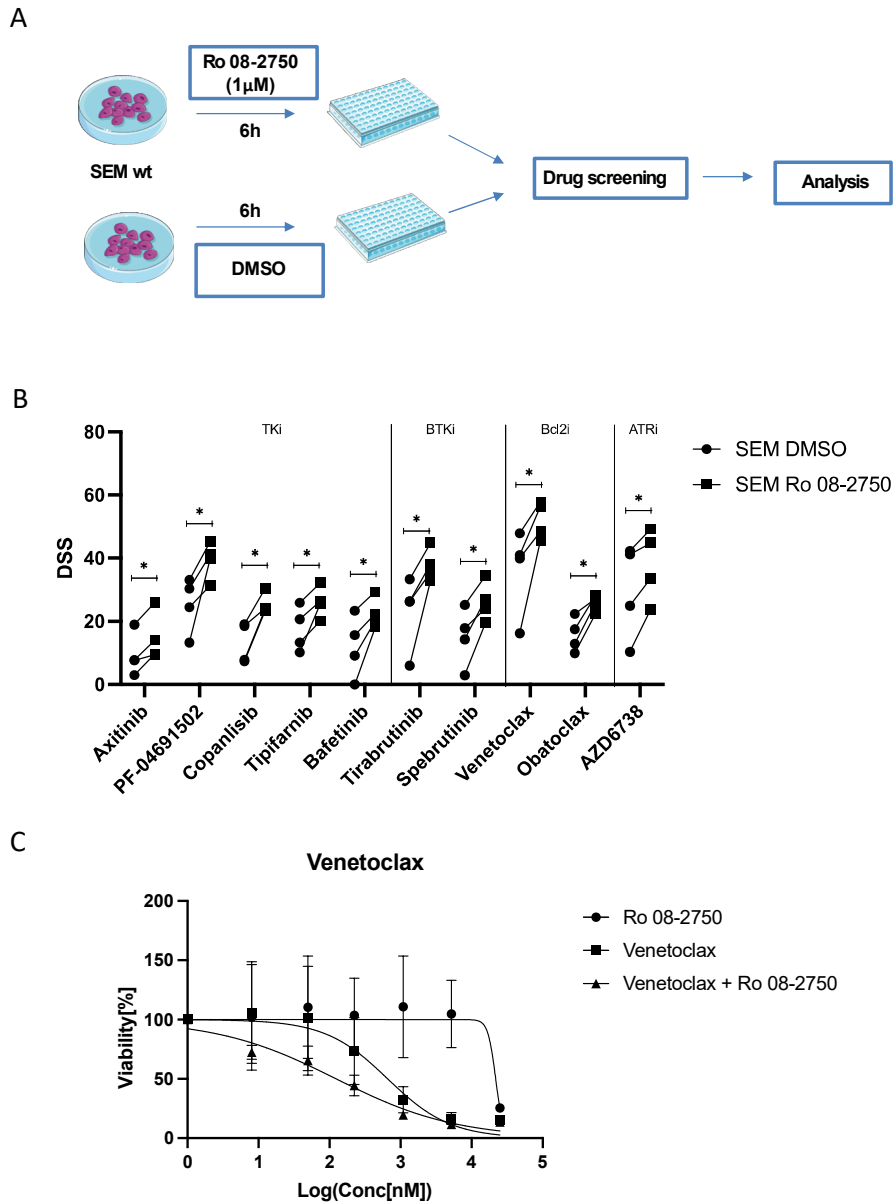 A
Ro 08-2750
(1µM)
6h
SEM wt
6h
DMSO
Drug screening
Analysis
B
TKi
BTKi
Bcl2i
ATRi
80
60
40
20
0
DSS
* * * * * * * * * *
Axitinib
PF-04691502
Copanlisib
Tipifarnib
Bafetinib
Tirabrutinib
Spebrutinib
Venetoclax
Obatoclax
AZD6738
SEM DMSO
SEM Ro 08-2750
C
Venetoclax
200
150
100
50
0
Viability[%]
0 1 2 3 4 5
Log(Conc[nM])
Ro 08-2750
Venetoclax
Venetoclax + Ro 08-2750